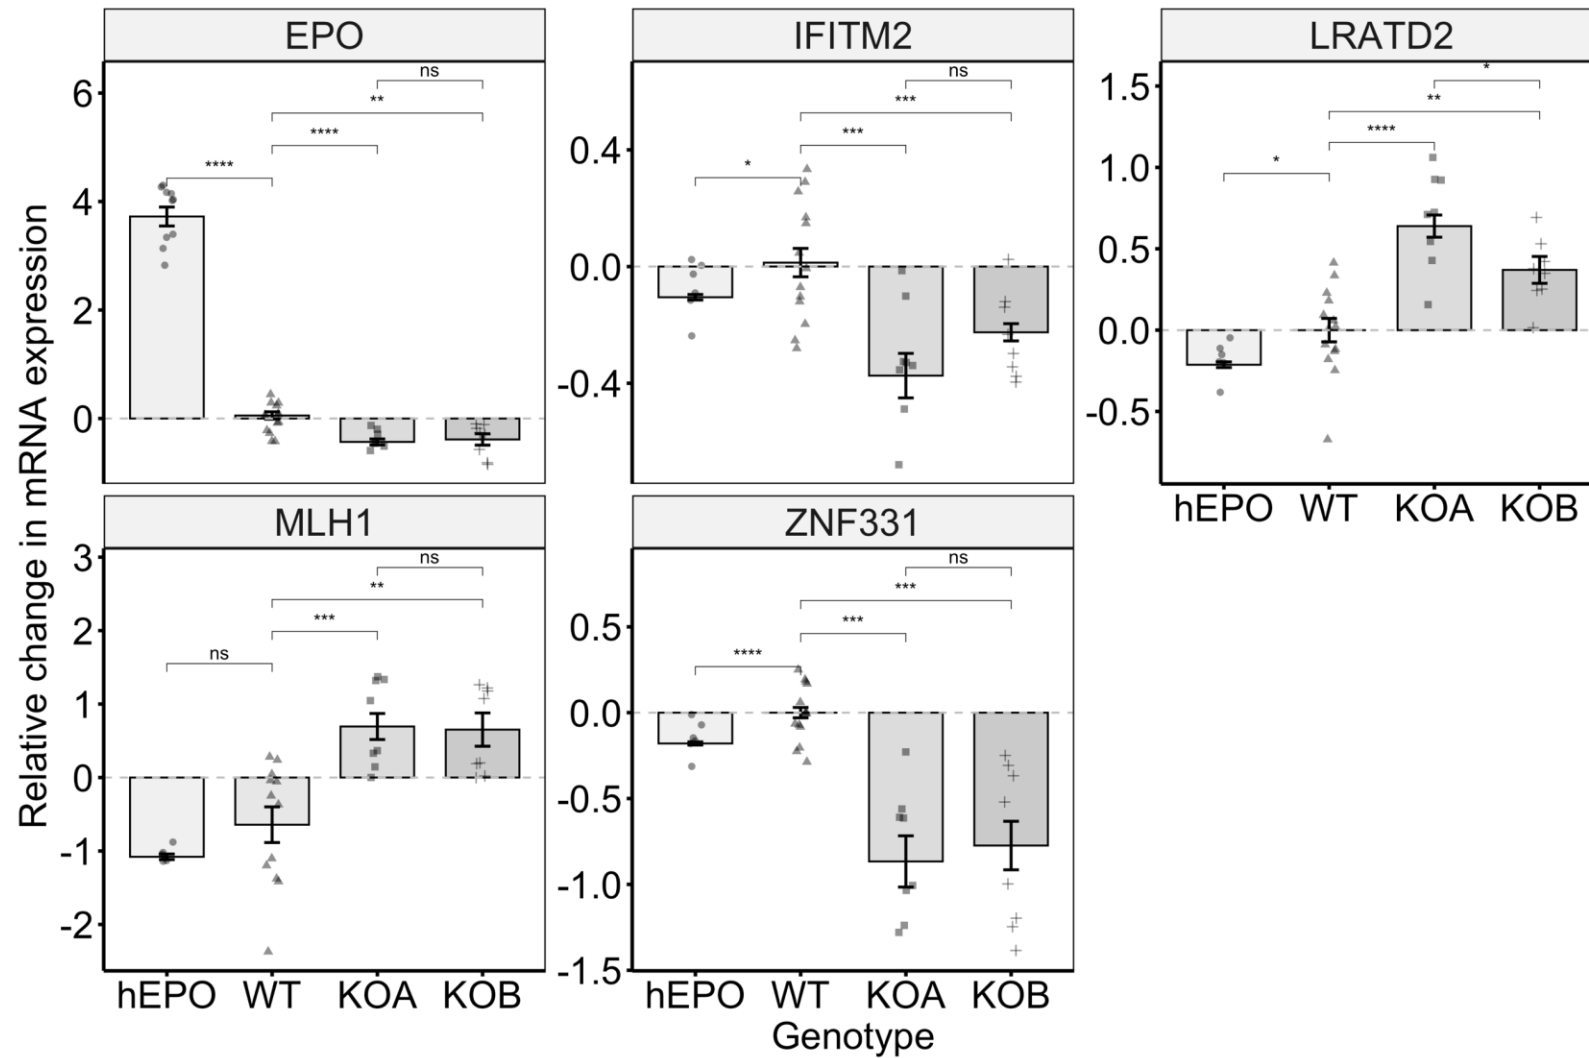 EPO
IFITM2
LRATD2
Relative change in mRNA expression
6
4
2
0
ns
**
****
****
0.4
0.0
-0.4
ns
***
***
*
1.5
1.0
0.5
0.0
-0.5
*
**
****
*
hEPO WT KOA KOB
MLH1
ZNF331
3
2
1
0
-1
-2
ns
**
***
ns
hEPO WT KOA KOB
0.5
0.0
-0.5
-1.0
-1.5
ns
***
***
****
hEPO WT KOA KOB
Genotype